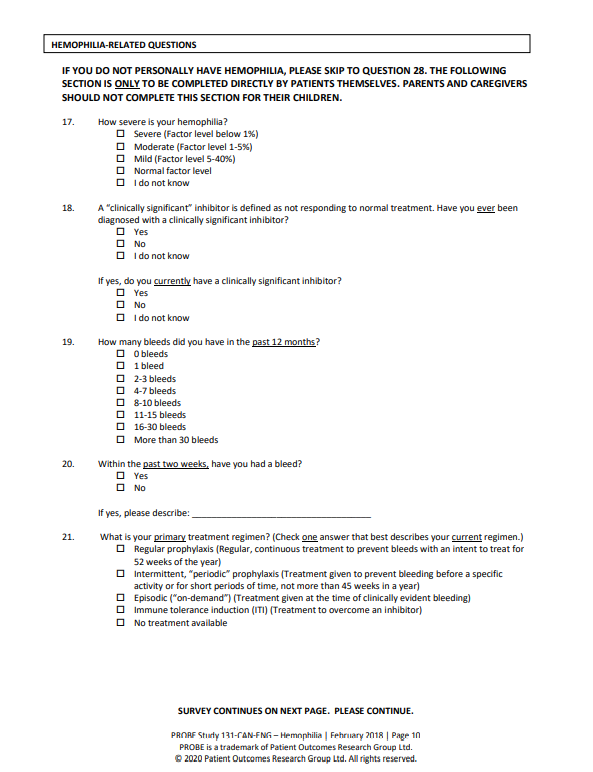 HEMOPHILIA-RELATED QUESTIONS
IF YOU DO NOT PERSONALLY HAVE HEMOPHILIA, PLEASE SKIP TO QUESTION 28. THE FOLLOWING
SECTION IS ONLY TO BE COMPLETED DIRECTLY BY PATIENTS THEMSELVES. PARENTS AND CAREGIVERS
SHOULD NOT COMPLETE THIS SECTION FOR THEIR CHILDREN.
17. How severe is your hemophilia?
☐ Severe (Factor level below 1%)
☐ Moderate (Factor level 1-5%)
☐ Mild (Factor level 5-40%)
☐ Normal factor level
☐ I do not know
18. A “clinically significant” inhibitor is defined as not responding to normal treatment. Have you ever been
diagnosed with a clinically significant inhibitor?
☐ Yes
☐ No
☐ I do not know
If yes, do you currently have a clinically significant inhibitor?
☐ Yes
☐ No
☐ I do not know
19. How many bleeds did you have in the past 12 months?
☐ 0 bleeds
☐ 1 bleed
☐ 2-3 bleeds
☐ 4-7 bleeds
☐ 8-10 bleeds
☐ 11-15 bleeds
☐ 16-30 bleeds
☐ More than 30 bleeds
20. Within the past two weeks, have you had a bleed?
☐ Yes
☐ No
If yes, please describe: ____________________________________
21. What is your primary treatment regimen? (Check one answer that best describes your current regimen.)
☐ Regular prophylaxis (Regular, continuous treatment to prevent bleeds with an intent to treat for
52 weeks of the year)
☐ Intermittent, “periodic” prophylaxis (Treatment given to prevent bleeding before a specific
activity or for short periods of time, not more than 45 weeks in a year)
☐ Episodic (“on-demand”) (Treatment given at the time of clinically evident bleeding)
☐ Immune tolerance induction (ITI) (Treatment to overcome an inhibitor)
☐ No treatment available
SURVEY CONTINUES ON NEXT PAGE. PLEASE CONTINUE.
PROBE Study 131-CAN-ENG – Hemophilia | February 2018 | Page 10
PROBE is a trademark of Patient Outcomes Research Group Ltd.
© 2020 Patient Outcomes Research Group Ltd. All rights reserved.